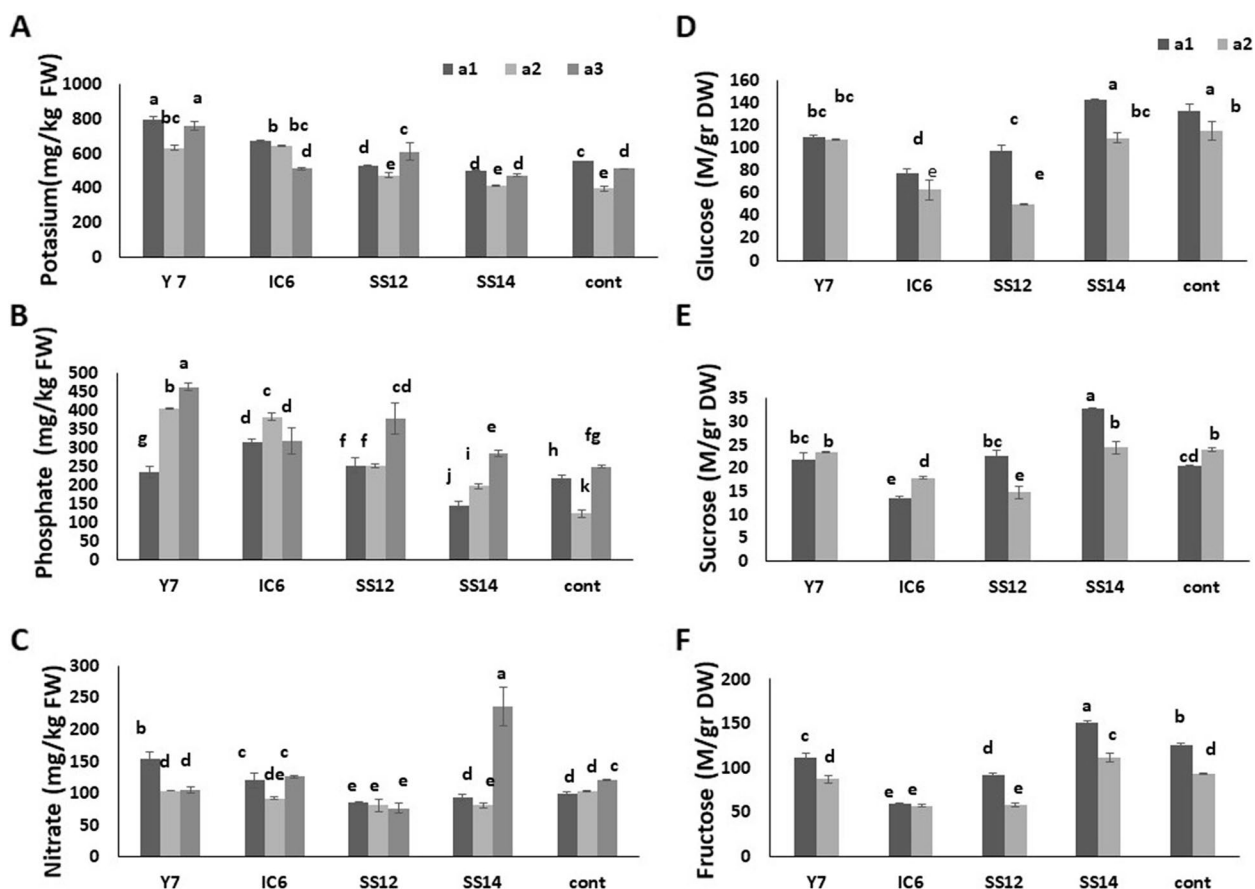 A
Potasium(mg/kg FW)
a1 a2 a3
1000
800
600
400
200
0
a bc a
b bc d
d e c
d e d
c e d
Y 7 IC6 SS12 SS14 cont
B
Phosphate (mg/kg FW)
500
450
400
350
300
250
200
150
100
50
0
g b a
d c d
f f cd
j i e
h k fg
Y7 IC6 SS12 SS14 cont
C
Nitrate (mg/kg FW)
300
250
200
150
100
50
0
b d d
c de c
e e e
d e a
d d c
Y7 IC6 SS12 SS14 cont
D
Glucose (M/gr DW)
a1 a2
160
140
120
100
80
60
40
20
0
bc bc
d e
c e
a bc
a b
Y7 IC6 SS12 SS14 cont
E
Sucrose (M/gr DW)
35
30
25
20
15
10
5
0
bc b
e d
bc e
a b
cd b
Y7 IC6 SS12 SS14 cont
F
Fructose (M/gr DW)
200
150
100
50
0
c d
e e
d e
a c
b d
Y7 IC6 SS12 SS14 cont